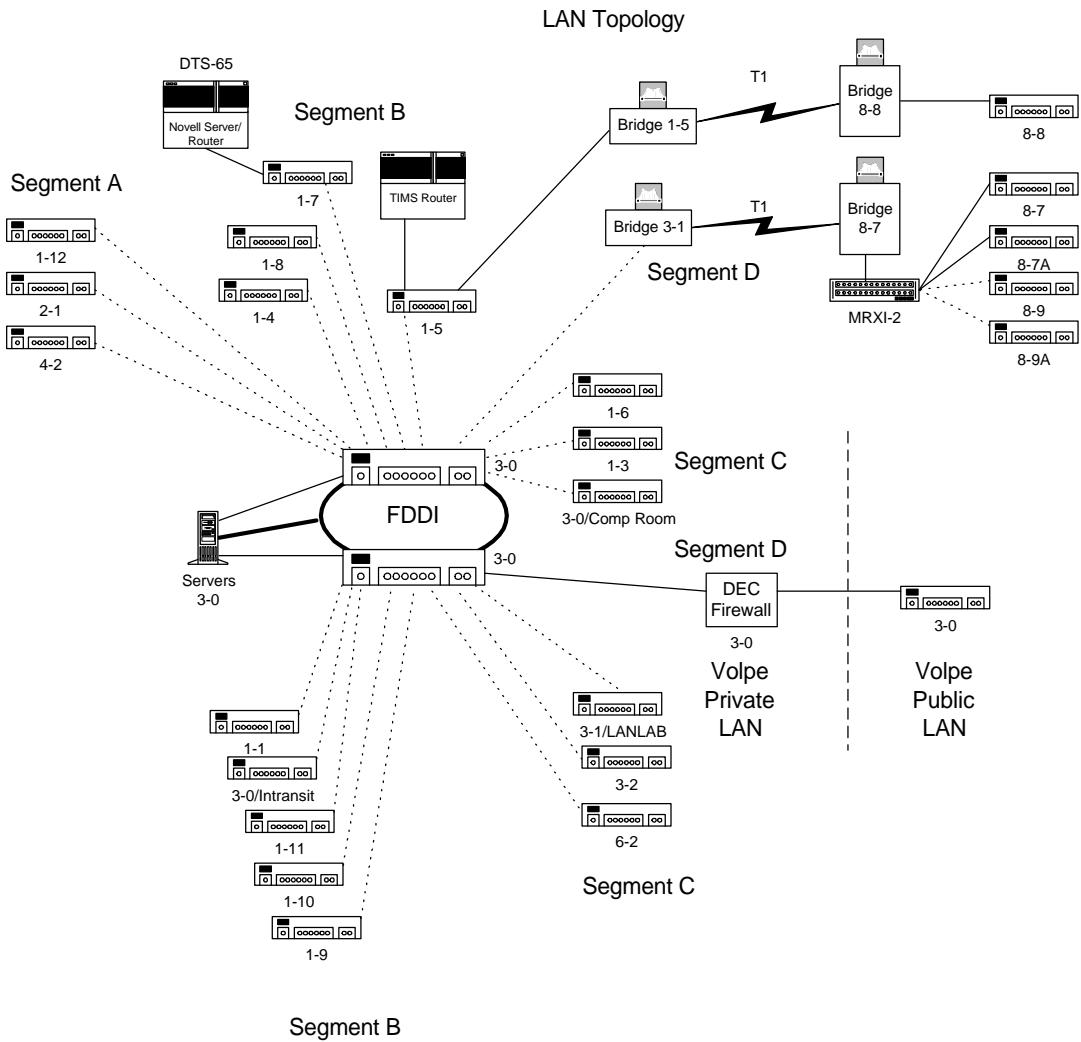 LAN Topology
DTS-65
Novell Server/
Router
Segment B
1-7
TIMS Router
Segment A
1-12
2-1
4-2
1-8
1-4
1-5
Bridge 1-5
T1
Bridge
8-8
8-8
Bridge 3-1
T1
Bridge
8-7
Segment D
MRXI-2
8-7
8-7A
8-9
8-9A
1-6
1-3
Segment C
3-0/Comp Room
3-0
FDDI
3-0
Servers
3-0
Segment D
DEC
Firewall
3-0
Volpe
Private
LAN
3-0
Volpe
Public
LAN
1-1
3-0/Intransit
1-11
1-10
1-9
Segment B
3-1/LANLAB
3-2
6-2
Segment C